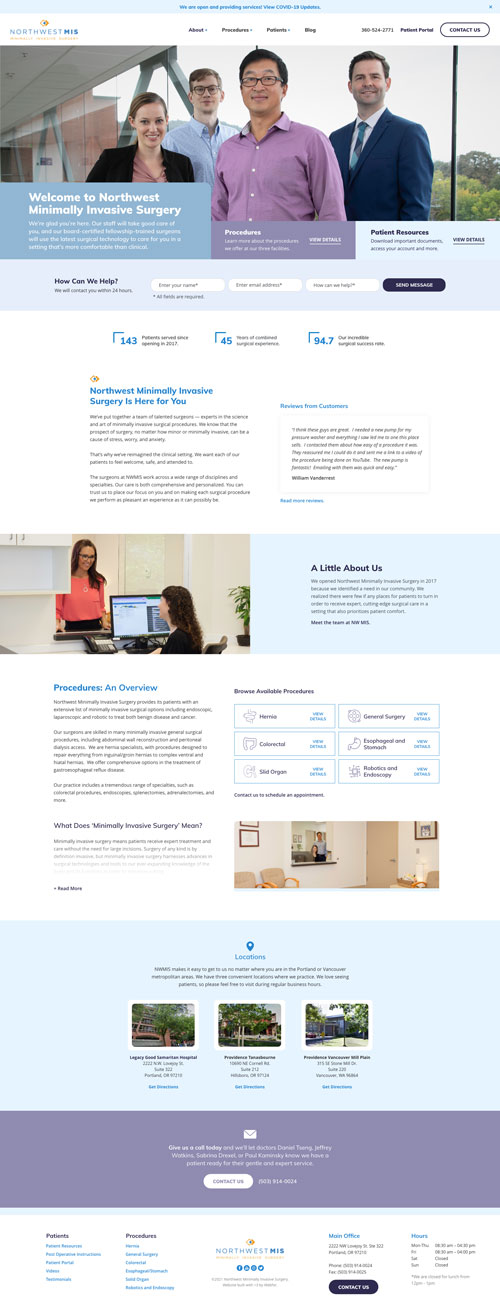 We are open and providing services! View COVID-19 Updates.
×
NORTHWEST MIS
MINIMALLY INVASIVE SURGERY
About
Procedures
Patients
Blog
360-524-2771
Patient Portal
CONTACT US
Welcome to Northwest
Minimally Invasive Surgery
We're glad you're here. Our staff will take good care of
you, and our board-certified fellowship-trained surgeons
will use the latest surgical technology to care for you in a
setting that's more comfortable than clinical.
Procedures
Learn more about the procedures
we offer at our three facilities.
VIEW DETAILS
Patient Resources
Download important documents,
access your account and more.
VIEW DETAILS
How Can We Help?
We will contact you within 24 hours.
Enter your name*
Enter email address*
How can we help?*
SEND MESSAGE
* All fields are required.
143
Patients served since
opening in 2017.
45
Years of combined
surgical experience.
94.7
Our incredible
surgical success rate.
Northwest Minimally Invasive
Surgery Is Here for You
We've put together a team of talented surgeons — experts in the science
and art of minimally invasive surgical procedures. We know that the
prospect of surgery, no matter how minor or minimally invasive, can be a
cause of stress, worry, and anxiety.
That's why we've reimagined the clinical setting. We want each of our
patients to feel welcome, safe, and attended to.
The surgeons at NWMIS work across a wide range of disciplines and
specialties. Our care is both comprehensive and personalized. You can
trust us to place our focus on you and on making each surgical procedure
we perform as pleasant an experience as it can possibly be.
Reviews from Customers
"I think these guys are great. I needed a new pump for my
pressure washer and everything I saw led me to one this place
sells. I contacted them about how easy of a procedure it was.
They reassured me I could do it and sent me a link to a video of
the procedure being done on YouTube. The new pump is
fantastic! Emailing with them was quick and easy."
William Vanderrest
Read more reviews.
A Little About Us
We opened Northwest Minimally Invasive Surgery in 2017
because we identified a need in our community. We
realized there were few if any places for patients to turn in
order to receive expert, cutting-edge surgical care in a
setting that also prioritizes patient comfort.
Meet the team at NW MIS.
Procedures: An Overview
Northwest Minimally Invasive Surgery provides its patients with an
extensive list of minimally invasive surgical options including endoscopic,
laparoscopic and robotic to treat both benign disease and cancer.
Our surgeons are skilled in many minimally invasive general surgical
procedures, including abdominal wall reconstruction and peritoneal
dialysis access. We are hernia specialists, with procedures designed to
repair everything from inguinal/groin hernias to complex ventral and
hiatal hernias. We offer comprehensive options in the treatment of
gastroesophageal reflux disease.
Our practice includes a tremendous range of specialties, such as
colorectal procedures, endoscopies, splenectomies, adrenalectomies, and
more.
Browse Available Procedures
Hernia
VIEW
DETAILS
General Surgery
VIEW
DETAILS
Colorectal
VIEW
DETAILS
Esophageal and
Stomach
VIEW
DETAILS
Slid Organ
VIEW
DETAILS
Robotics and
Endoscopy
VIEW
DETAILS
Contact us to schedule an appointment.
What Does 'Minimally Invasive Surgery' Mean?
Minimally invasive surgery means patients receive expert treatment and
care without the need for large incisions. Surgery of any kind is by
definition invasive, but minimally invasive surgery harnesses advances in
surgical technologies and tools to our ever-expanding knowledge of the
+ Read More
Locations
NWMIS makes it easy to get to us no matter where you are in the Portland or Vancouver
metropolitan areas. We have three convenient locations where we practice. We love seeing
patients, so please feel free to visit during regular business hours.
Legacy Good Samaritan Hospital
2222 N.W. Lovejoy St.
Suite 322
Portland, OR 97210
Get Directions
Providence Tanasbourne
10690 NE Cornell Rd.
Suite 212
Hillsboro, OR 97124
Get Directions
Providence Vancouver Mill Plain
315 SE Stone Mill Dr.
Suite 220
Vancouver, WA 96864
Get Directions
Give us a call today and we'll let doctors Daniel Tseng, Jeffrey
Watkins, Sabrina Drexel, or Paul Kaminsky know we have a
patient ready for their gentle and expert service.
CONTACT US
(503) 914-0024
Patients
Patient Resources
Post Operative Instructions
Patient Portal
Videos
Testimonials
Procedures
Hernia
General Surgery
Colorectal
Esophageal/Stomach
Solid Organ
Robotics and Endoscopy
NORTHWEST MIS
MINIMALLY INVASIVE SURGERY
©2021 Northwest Minimally Invasive Surgery.
Main Office
2222 NW Lovejoy St. Ste 322
Portland, OR 97210
Phone: (503) 914-0024
Fax: (503) 914-0025
CONTACT US
Hours
Mon-Thu 08:30 am - 04:30 pm
Fri 08:30 am - 04:00 pm
Sat Closed
Sun Closed
*We are closed for lunch from
12pm - 1pm